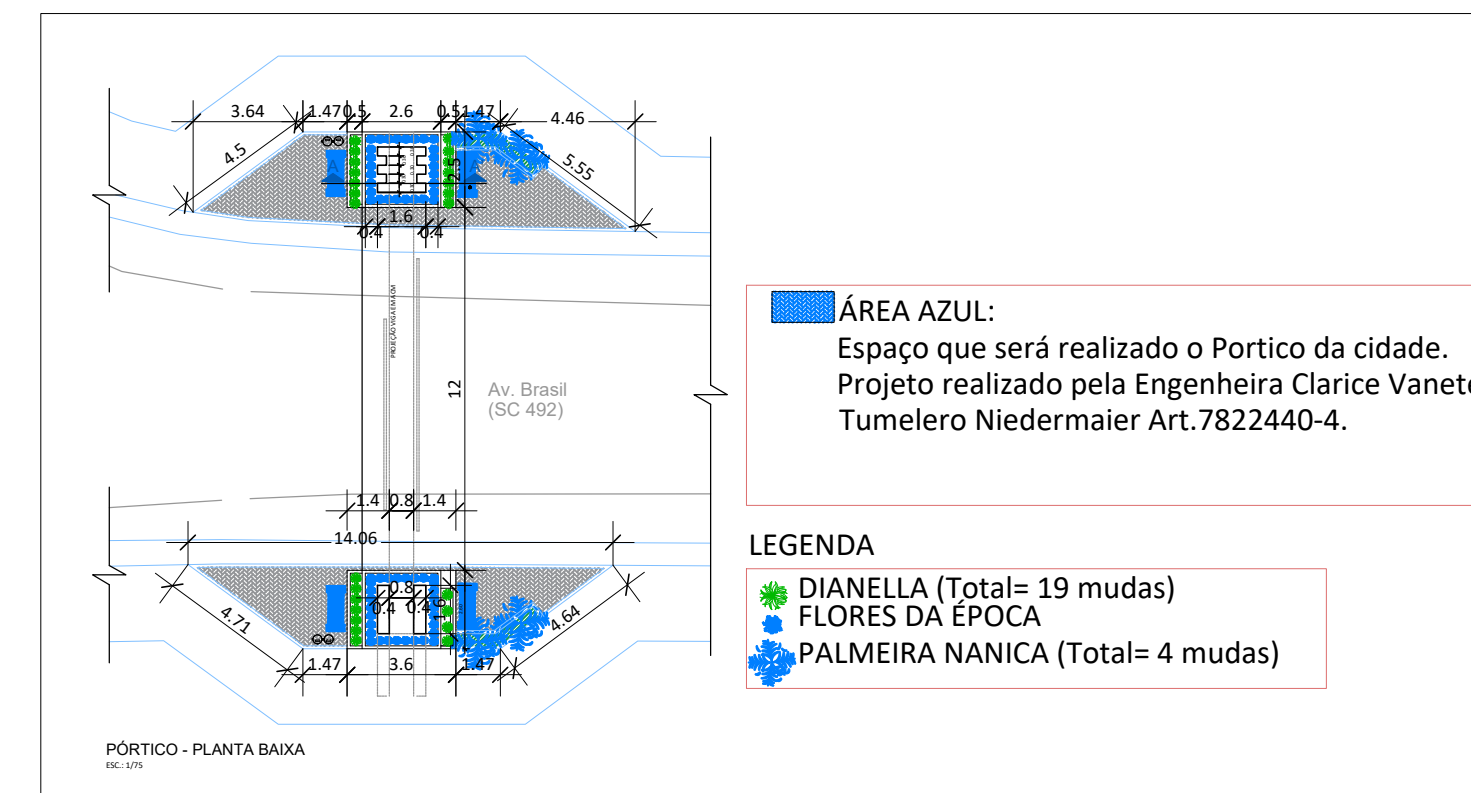 3.64
1.47
0.5
2.6
0.5
1.47
4.46
4.5
5.55
A
A
2.5
1.6
0.4
0.4
PROJEÇÃO VIGA EM ACM
12
Av. Brasil
(SC 492)
1.4
0.8
1.4
14.06
0.8
0.4
0.4
1.6
4.71
4.64
1.47
3.6
1.47
PÓRTICO - PLANTA BAIXA
ESC.: 1/75
ÁREA AZUL:
Espaço que será realizado o Portico da cidade.
Projeto realizado pela Engenheira Clarice Vanet
Tumelero Niedermaier Art.7822440-4.
LEGENDA
DIANELLA (Total= 19 mudas)
FLORES DA ÉPOCA
PALMEIRA NANICA (Total= 4 mudas)